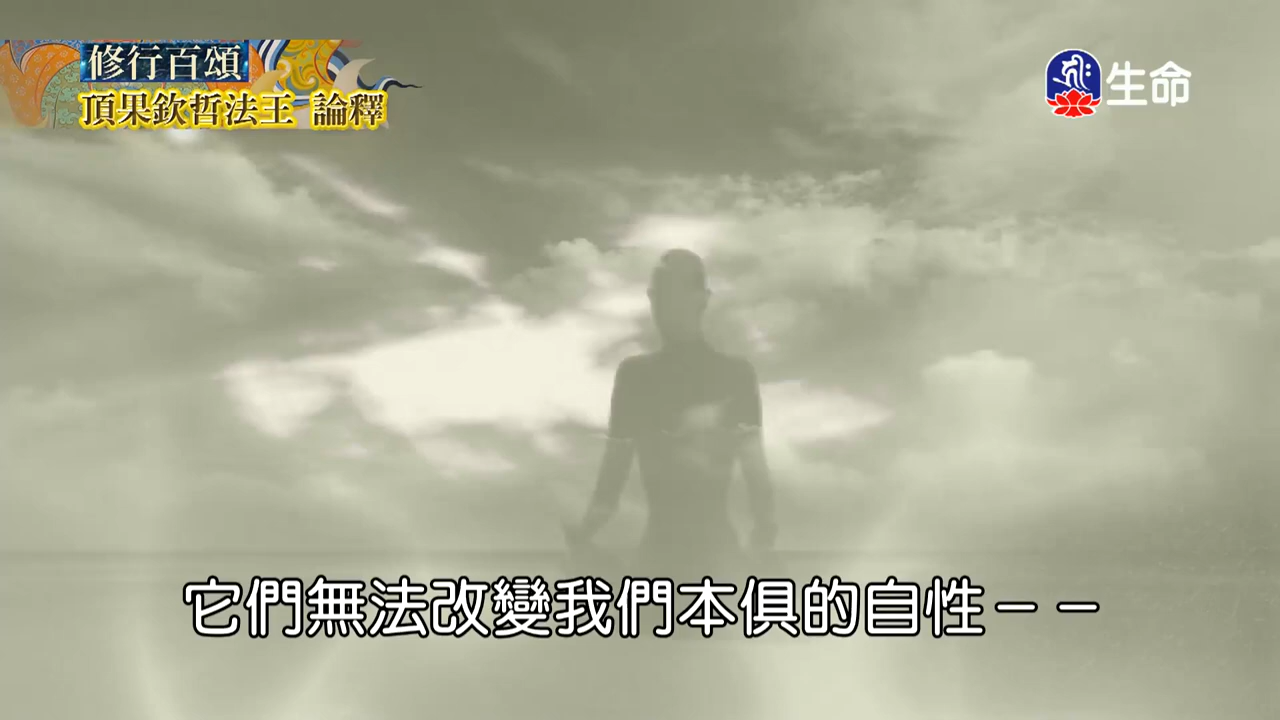 修行百頌
頂果欽哲法王 論釋
生命
它們無法改變我們本俱的自性－－